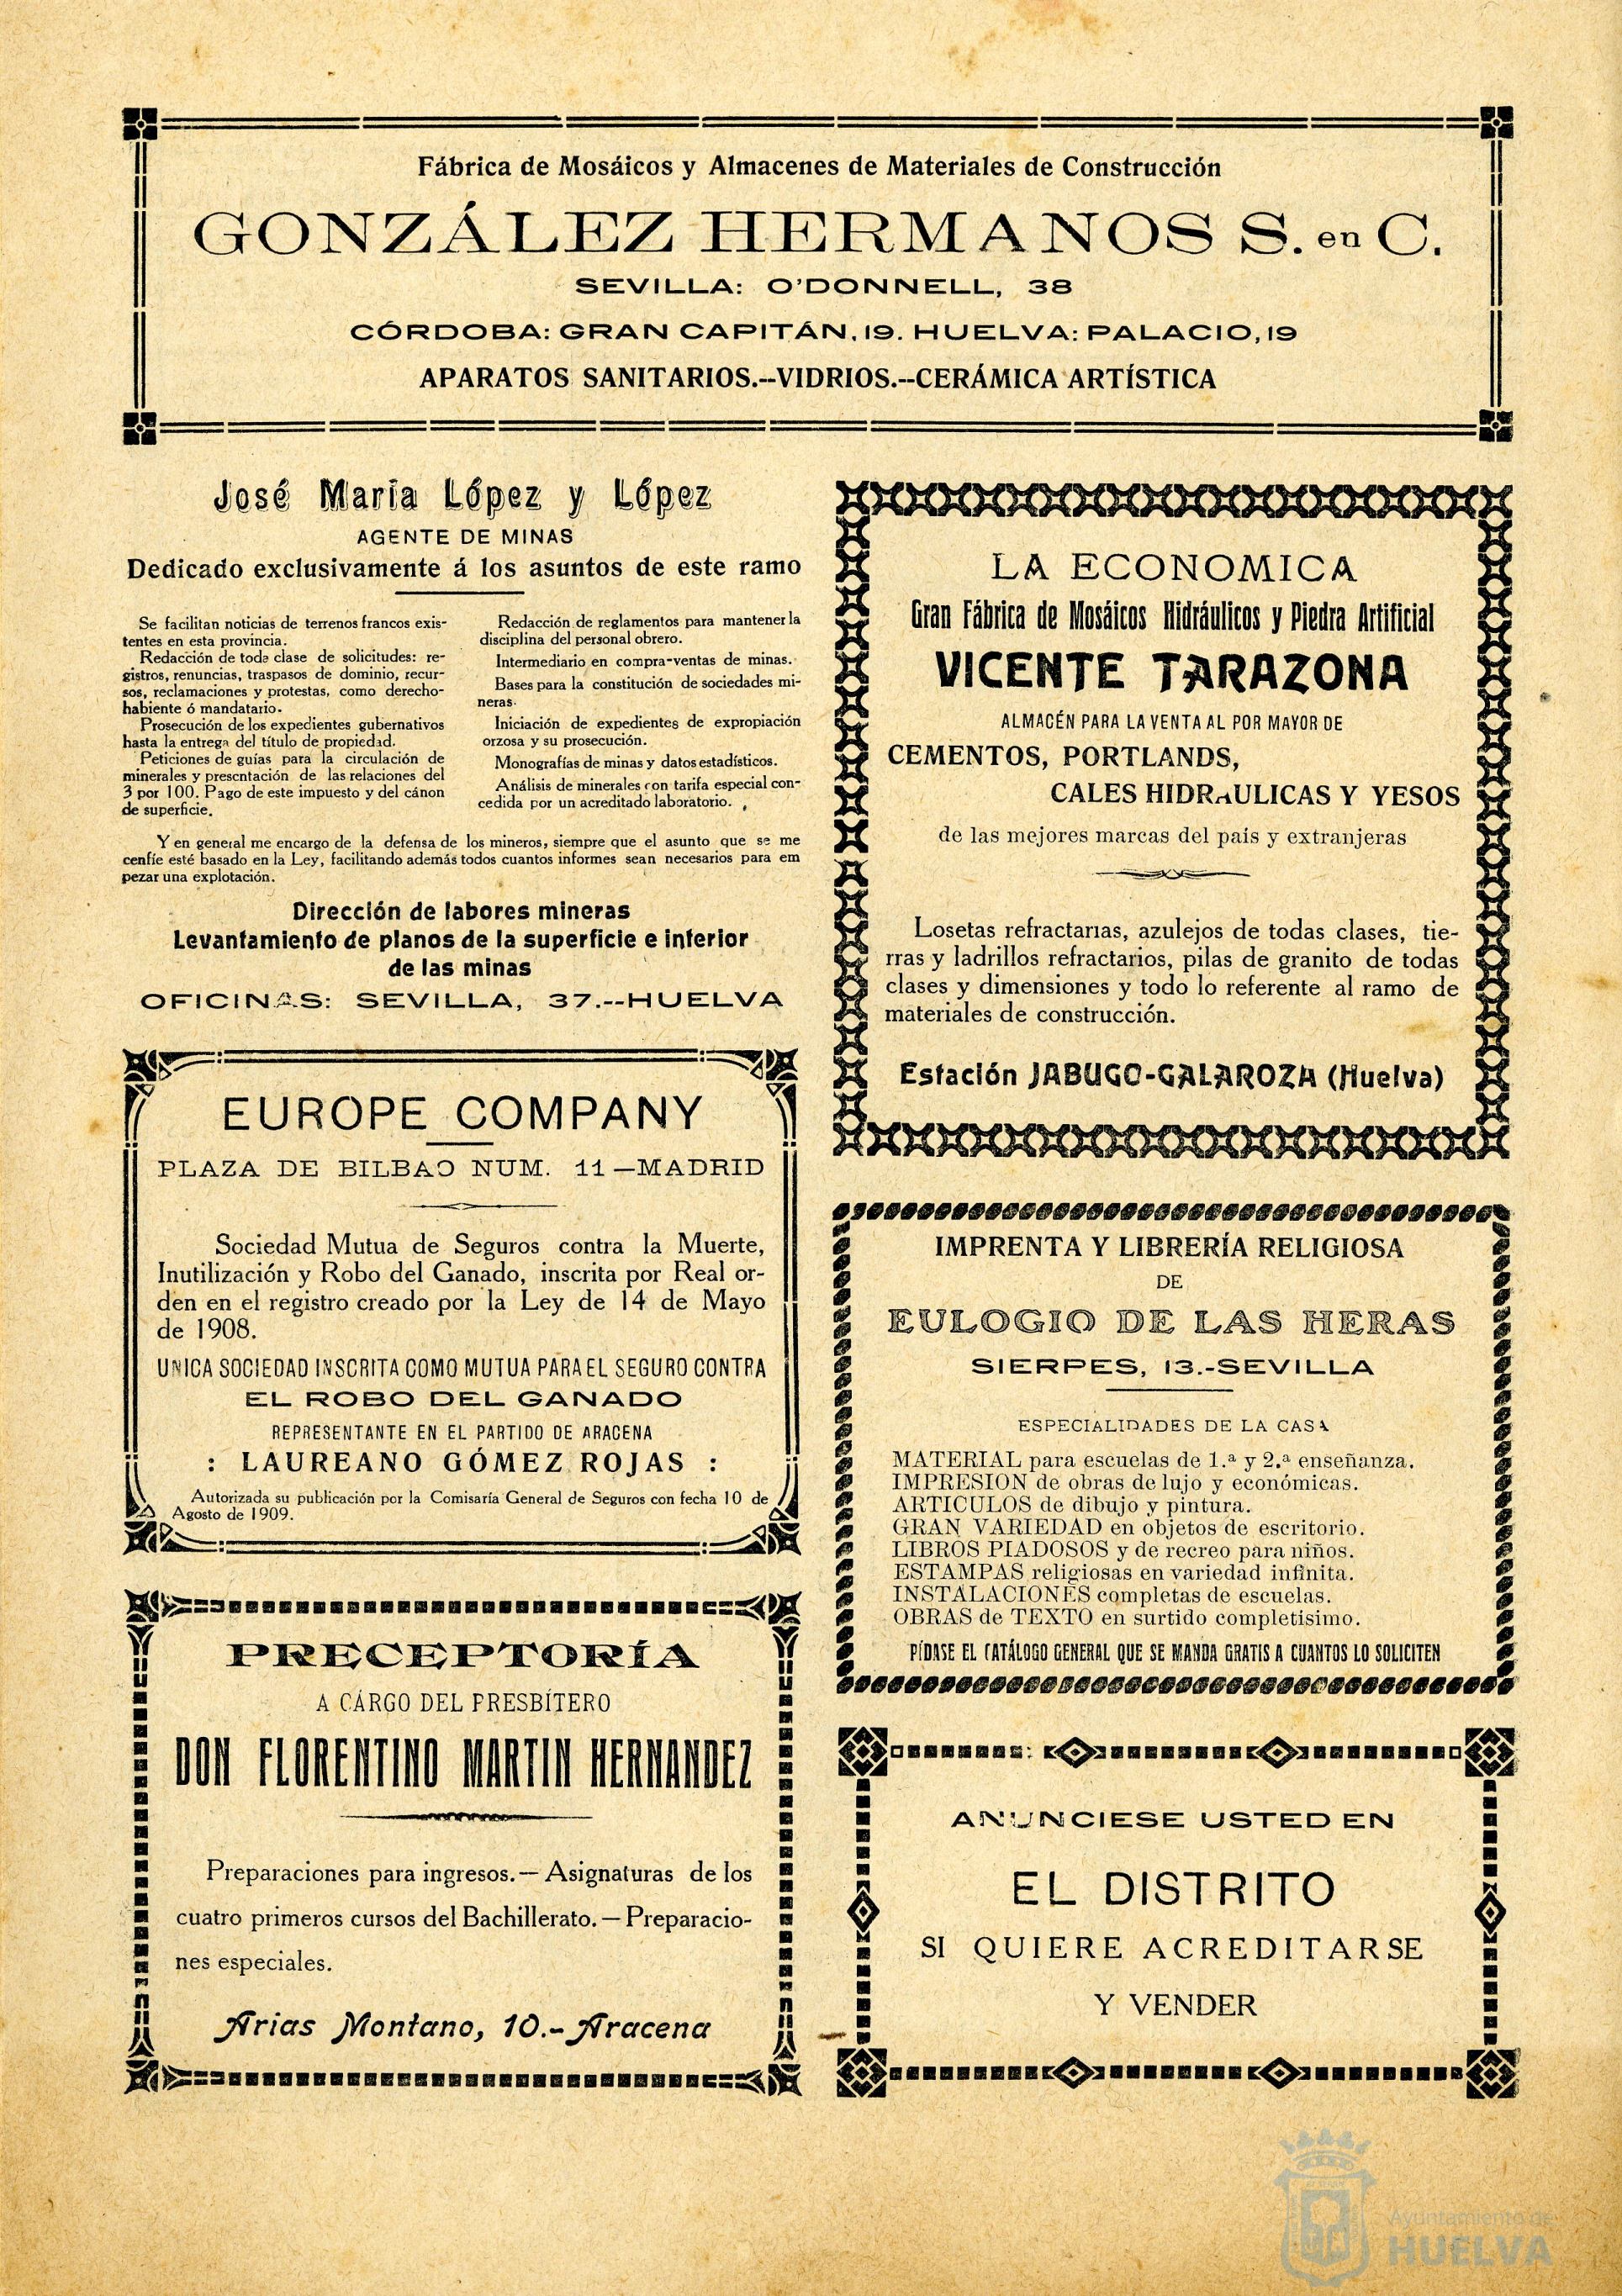 Fábrica de Mosáicos y Almacenes de Materiales de Construcción
GONZÁLEZ HERMANOS S. en C.
SEVILLA: O'DONNELL, 38
CÓRDOBA: GRAN CAPITÁN, 19. HUELVA: PALACIO, 19
APARATOS SANITARIOS.--VIDRIOS.--CERÁMICA ARTÍSTICA
José María López y López
AGENTE DE MINAS
Dedicado exclusivamente á los asuntos de este ramo
Se facilitan noticias de terrenos francos exis-
tentes en esta provincia.
Redacción de toda clase de solicitudes: re-
gistros, renuncias, traspasos de dominio, recur-
sos, reclamaciones y protestas, como derecho-
habiente ó mandatario.
Prosecución de los expedientes gubernativos
hasta la entrega del título de propiedad.
Peticiones de guías para la circulación de
minerales y presentación de las relaciones del
3 por 100. Pago de este impuesto y del cánon
de superficie.
Redacción de reglamentos para mantener la
disciplina del personal obrero.
Intermediario en compra-ventas de minas.
Bases para la constitución de sociedades mi-
neras.
Iniciación de expedientes de expropiación
orzosa y su prosecución.
Monografías de minas y datos estadísticos.
Análisis de minerales con tarifa especial con-
cedida por un acreditado laboratorio.
Y en general me encargo de la defensa de los mineros, siempre que el asunto que se me
cenfíe esté basado en la Ley, facilitando además todos cuantos informes sean necesarios para em
pezar una explotación.
Dirección de labores mineras
Levantamiento de planos de la superficie e interior
de las minas
OFICINAS: SEVILLA, 37.--HUELVA
LA ECONOMICA
Gran Fábrica de Mosáicos Hidráulicos y Piedra Artificial
VICENTE TARAZONA
ALMACÉN PARA LA VENTA AL POR MAYOR DE
CEMENTOS, PORTLANDS,
CALES HIDRAULICAS Y YESOS
de las mejores marcas del país y extranjeras
Losetas refractarias, azulejos de todas clases, tie-
rras y ladrillos refractarios, pilas de granito de todas
clases y dimensiones y todo lo referente al ramo de
materiales de construcción.
Estación JABUGO-GALAROZA (Huelva)
EUROPE COMPANY
PLAZA DE BILBAO NUM. 11—MADRID
Sociedad Mutua de Seguros contra la Muerte,
Inutilización y Robo del Ganado, inscrita por Real or-
den en el registro creado por la Ley de 14 de Mayo
de 1908.
UNICA SOCIEDAD INSCRITA COMO MUTUA PARA EL SEGURO CONTRA
EL ROBO DEL GANADO
REPRESENTANTE EN EL PARTIDO DE ARACENA
: LAUREANO GÓMEZ ROJAS :
Autorizada su publicación por la Comisaría General de Seguros con fecha 10 de
Agosto de 1909.
IMPRENTA Y LIBRERÍA RELIGIOSA
DE
EULOGIO DE LAS HERAS
SIERPES, 13.-SEVILLA
ESPECIALIDADES DE LA CASA
MATERIAL para escuelas de 1.ª y 2.ª enseñanza.
IMPRESION de obras de lujo y económicas.
ARTICULOS de dibujo y pintura.
GRAN VARIEDAD en objetos de escritorio.
LIBROS PIADOSOS y de recreo para niños.
ESTAMPAS religiosas en variedad infinita.
INSTALACIONES completas de escuelas.
OBRAS de TEXTO en surtido completisimo.
PÍDASE EL CATÁLOGO GENERAL QUE SE MANDA GRATIS A CUANTOS LO SOLICITEN
PRECEPTORÍA
A CARGO DEL PRESBÍTERO
DON FLORENTINO MARTIN HERNANDEZ
Preparaciones para ingresos.—Asignaturas de los
cuatro primeros cursos del Bachillerato.—Preparacio-
nes especiales.
Arias Montano, 10.-Aracena
ANUNCIESE USTED EN
EL DISTRITO
SI QUIERE ACREDITARSE
Y VENDER
Ayuntamiento de
HUELVA